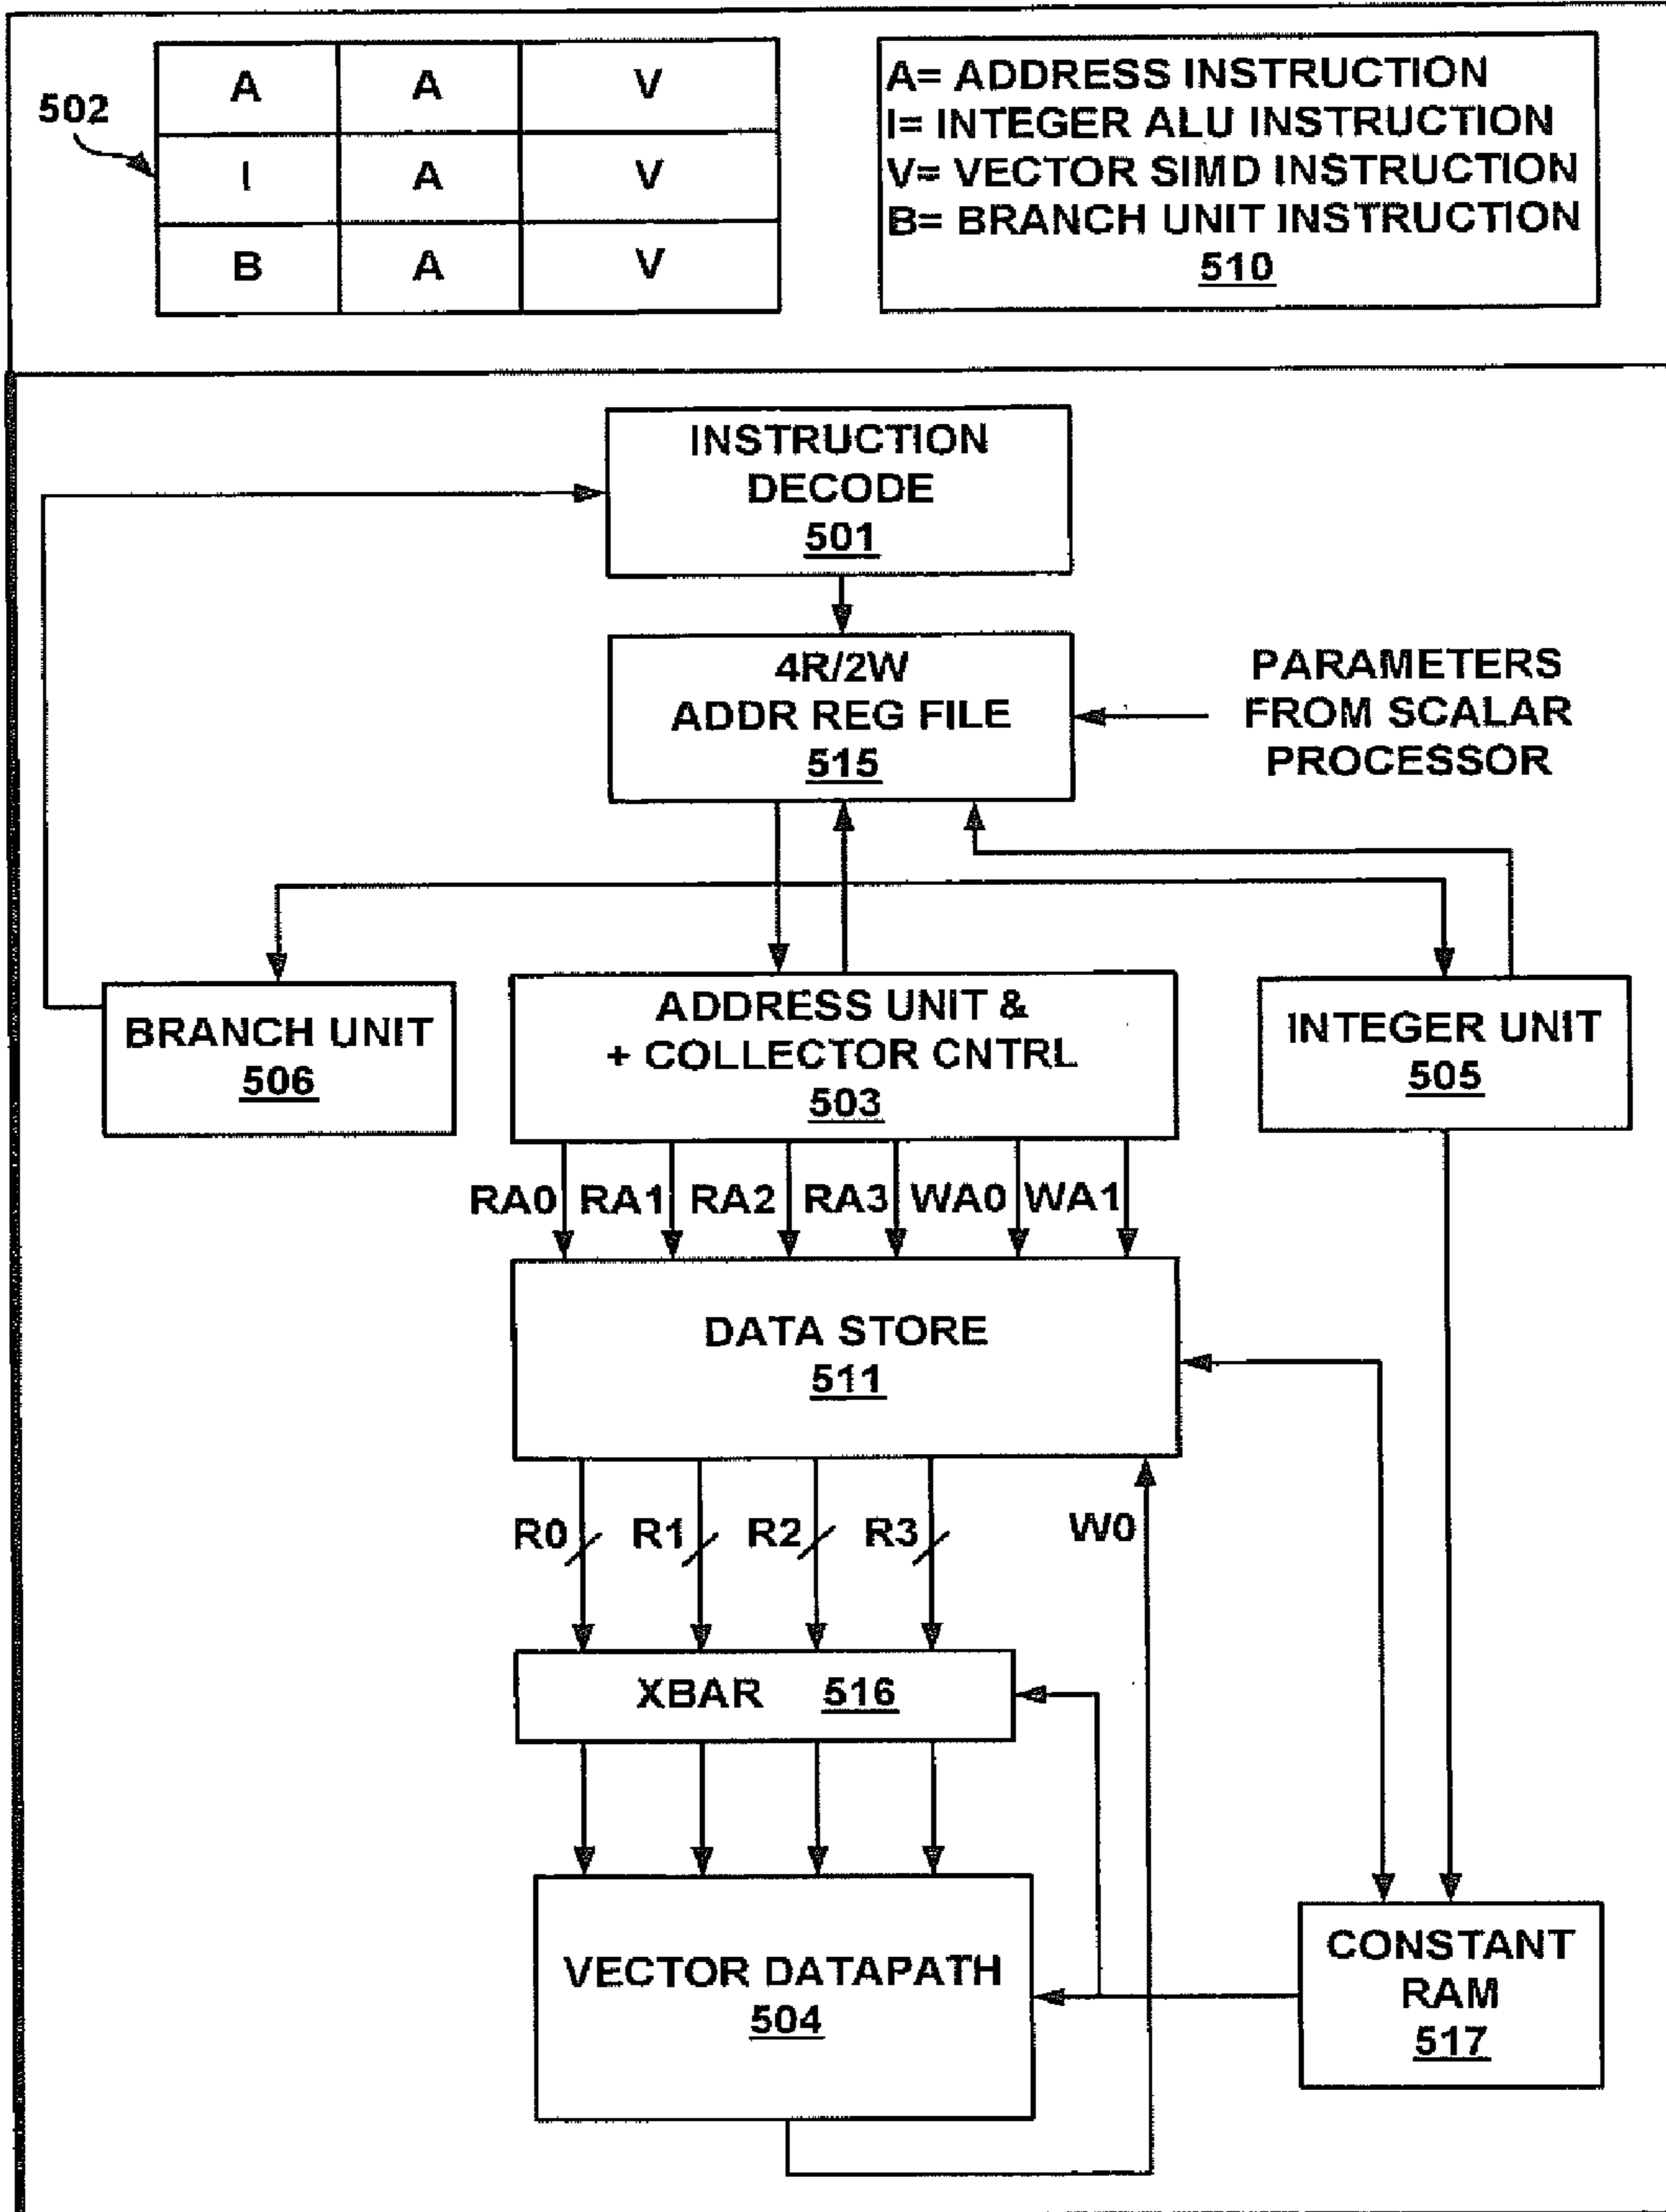 502
A A V
I A V
B A V
A= ADDRESS INSTRUCTION
I= INTEGER ALU INSTRUCTION
V= VECTOR SIMD INSTRUCTION
B= BRANCH UNIT INSTRUCTION
510
INSTRUCTION
DECODE
501
4R/2W
ADDR REG FILE
515
PARAMETERS
FROM SCALAR
PROCESSOR
BRANCH UNIT
506
ADDRESS UNIT &
+ COLLECTOR CNTRL
503
INTEGER UNIT
505
RA0 RA1 RA2 RA3 WA0 WA1
DATA STORE
511
R0 R1 R2 R3 W0
XBAR 516
VECTOR DATAPATH
504
CONSTANT
RAM
517